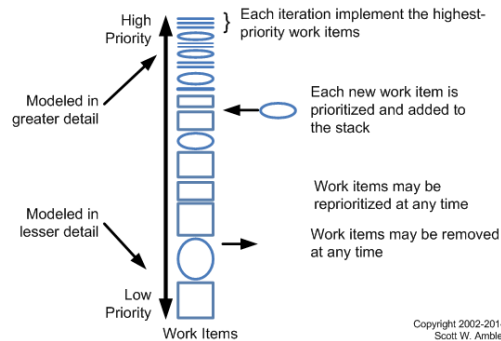 High
Priority
Each iteration implement the highest-
priority work items
Modeled in
greater detail
Each new work item is
prioritized and added to
the stack
Work items may be
reprioritized at any time
Modeled in
lesser detail
Work items may be removed
at any time
Low
Priority
Work Items
Copyright 2002-201
Scott W. Amble